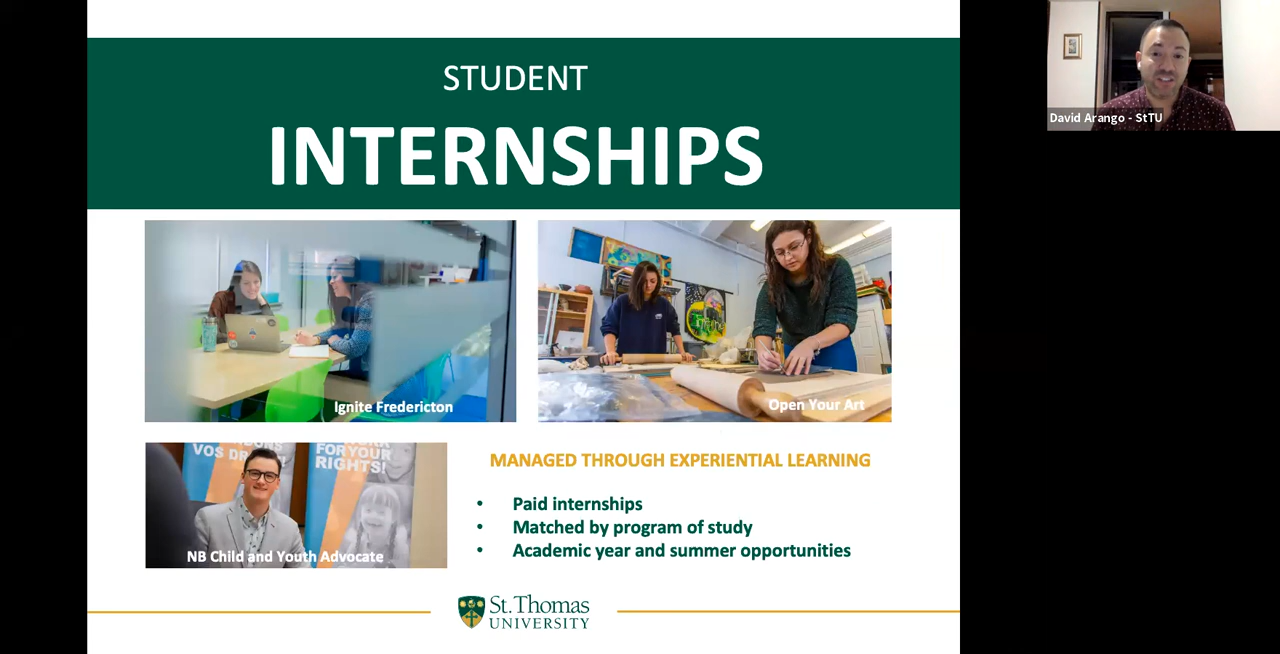 STUDENT
INTERNSHIPS
David Arango - StTU
Ignite Fredericton
Open Your Art
VOS
FOR YOUR
RIGHTS!
NB Child and Youth Advocate
MANAGED THROUGH EXPERIENTIAL LEARNING
• Paid internships
• Matched by program of study
• Academic year and summer opportunities
St. Thomas
UNIVERSITY